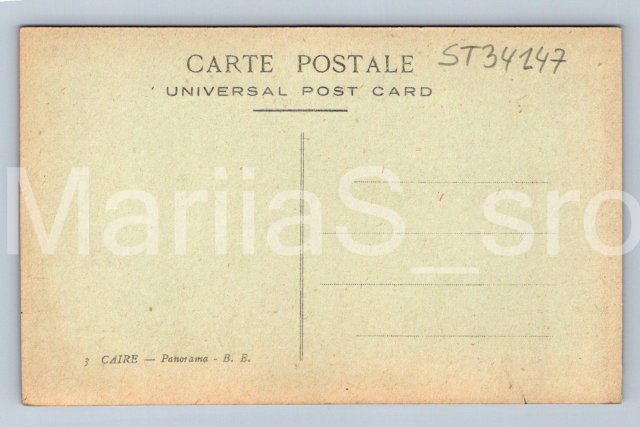 CARTE POSTALE
ST34147
UNIVERSAL POST CARD
MariiaS_sro
3 CAIRE — Panorama - B. E.